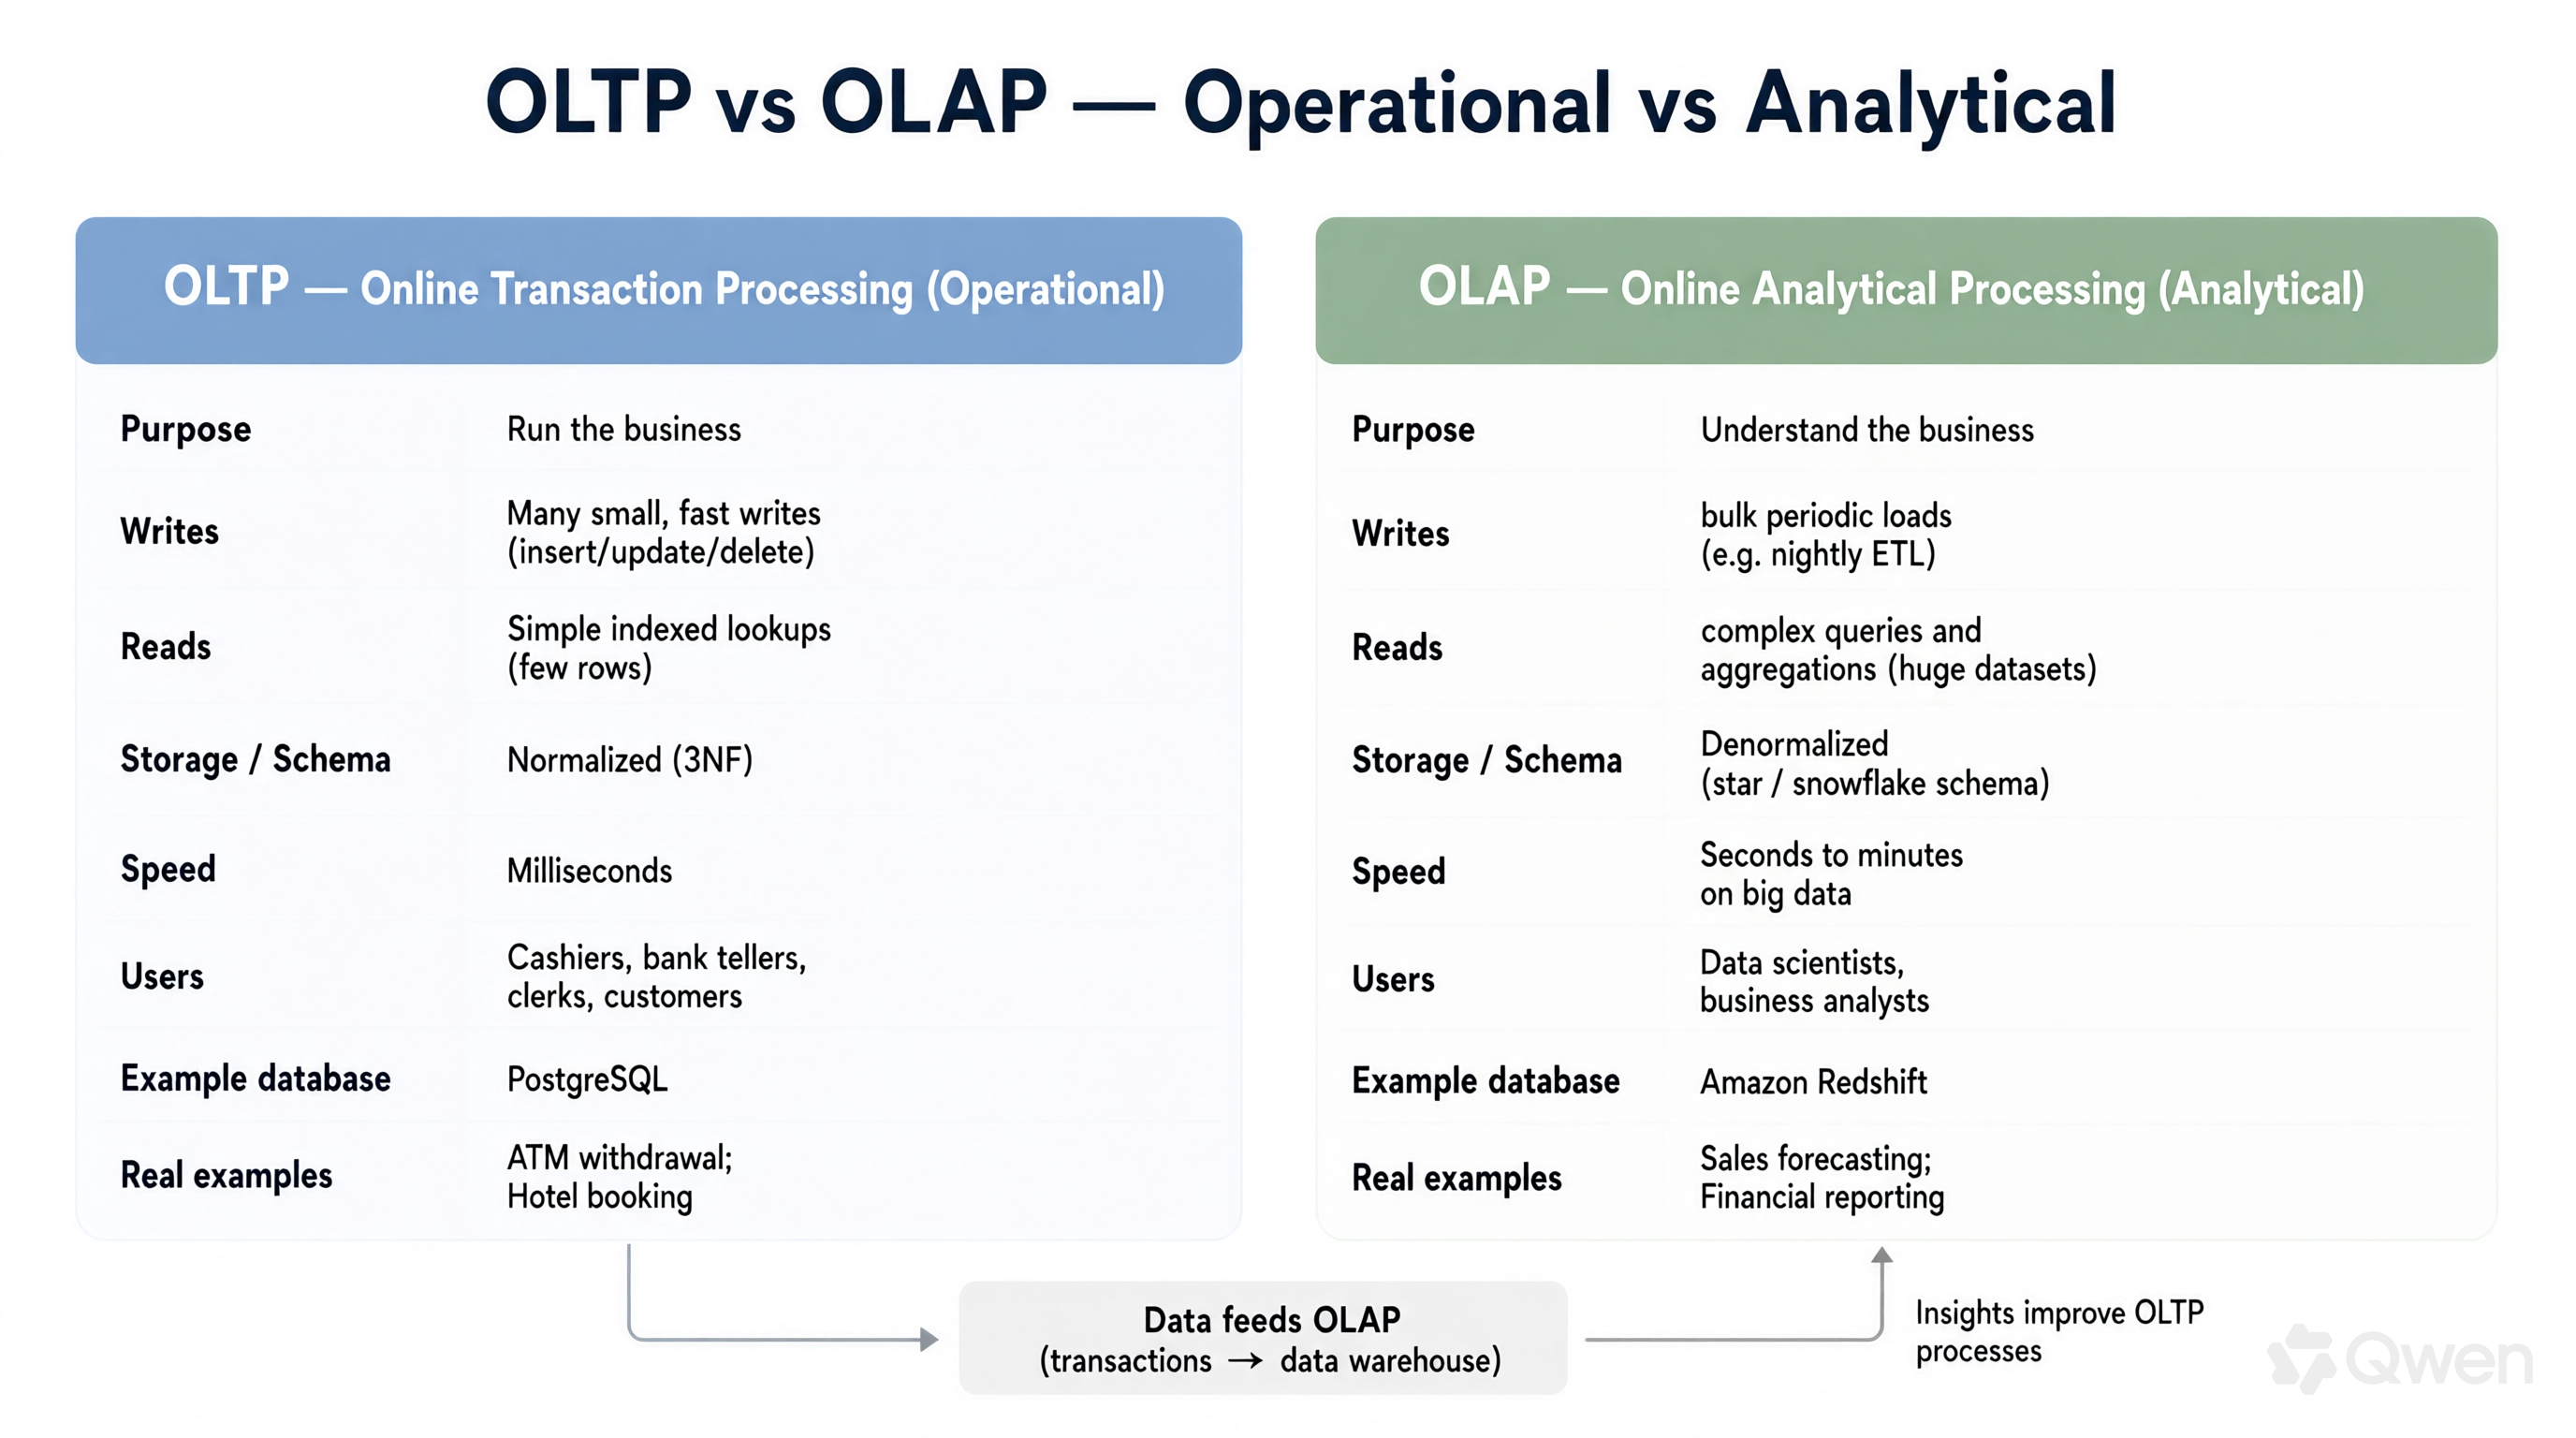 OLTP vs OLAP — Operational vs Analytical
OLTP — Online Transaction Processing (Operational)
Purpose
Run the business
Writes
Many small, fast writes
(insert/update/delete)
Reads
Simple indexed lookups
(few rows)
Storage / Schema
Normalized (3NF)
Speed
Milliseconds
Users
Cashiers, bank tellers,
clerks, customers
Example database
PostgreSQL
Real examples
ATM withdrawal;
Hotel booking
OLAP — Online Analytical Processing (Analytical)
Purpose
Understand the business
Writes
bulk periodic loads
(e.g. nightly ETL)
Reads
complex queries and
aggregations (huge datasets)
Storage / Schema
Denormalized
(star / snowflake schema)
Speed
Seconds to minutes
on big data
Users
Data scientists,
business analysts
Example database
Amazon Redshift
Real examples
Sales forecasting;
Financial reporting
Data feeds OLAP
(transactions → data warehouse)
Insights improve OLTP
processes
Qwen